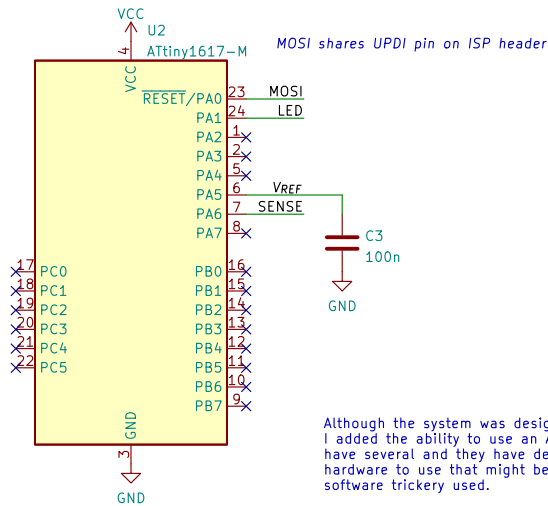 VCC
U2
ATtiny1617-M
MOSI shares UPDI pin on ISP header
4
VCC
RESET/PA0 23 MOSI
PA1 24 LED
PA2 1
PA3 2
PA4 5
PA5 6 VREF
PA6 7 SENSE
PA7 8
C3
100n
GND
17 PC0 PB0 16
18 PC1 PB1 15
19 PC2 PB2 14
20 PC3 PB3 13
21 PC4 PB4 12
22 PC5 PB5 11
PB6 10
PB7 9
GND
3
GND
Although the system was desig
I added the ability to use an
have several and they have de
hardware to use that might be
software trickery used.